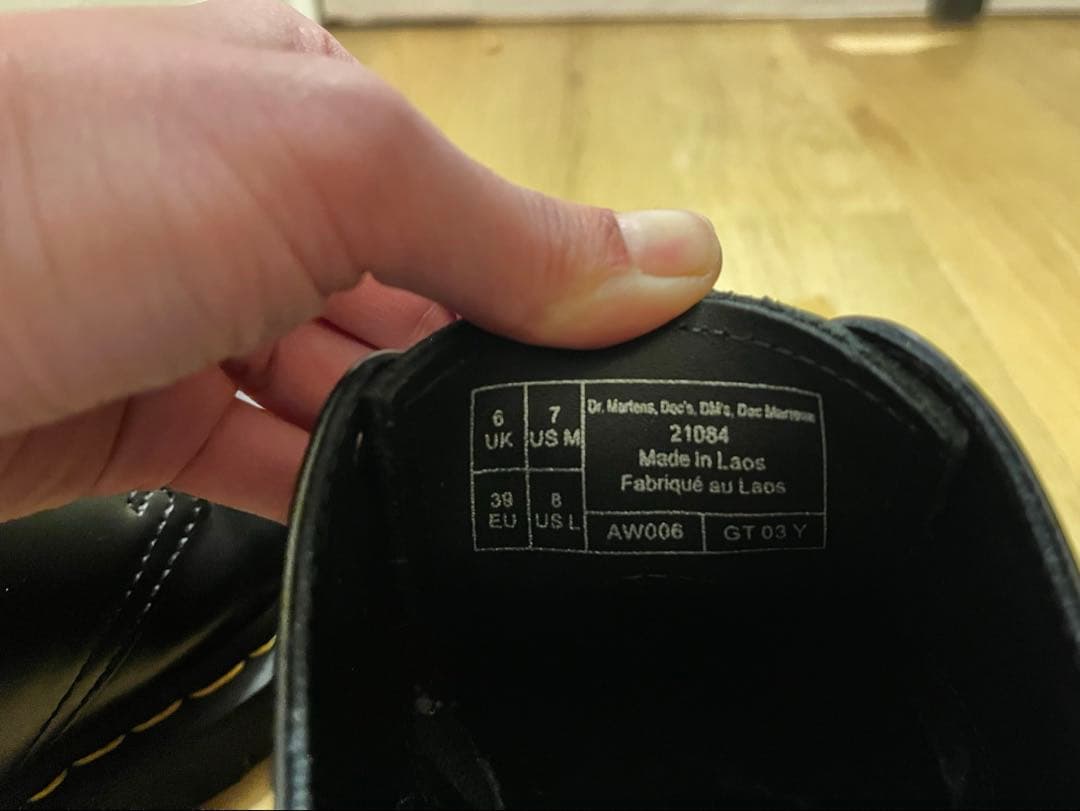 6
UK
7
US M
39
EU
8
US L
Dr. Martens, Doc's, DM's, Doc Martens
21084
Made in Laos
Fabriqué au Laos
AW006
GT 03 Y